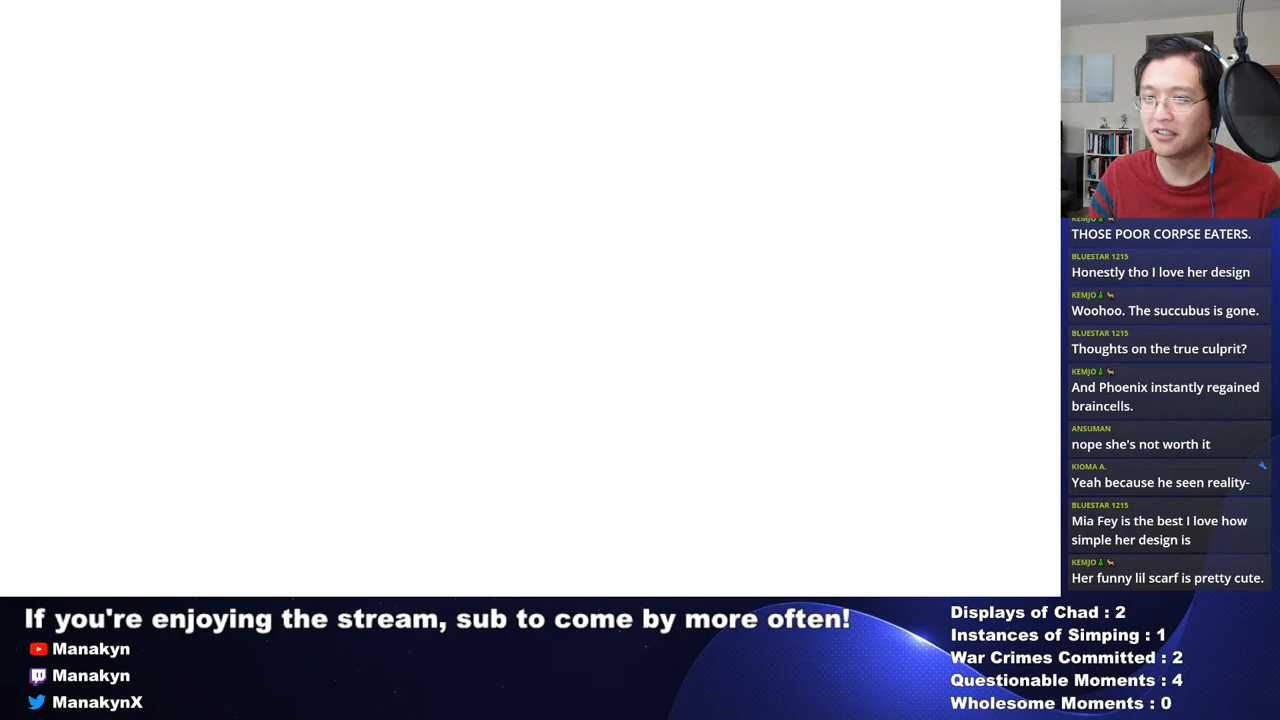 KEMJO
THOSE POOR CORPSE EATERS.
BLUESTAR 1215
Honestly tho I love her design
KEMJO
Woohoo. The succubus is gone.
BLUESTAR 1215
Thoughts on the true culprit?
KEMJO
And Phoenix instantly regained
braincells.
ANSUMAN
nope she's not worth it
KIOMA A.
Yeah because he seen reality-
BLUESTAR 1215
Mia Fey is the best I love how
simple her design is
KEMJO
Her funny lil scarf is pretty cute.
If you're enjoying the stream, sub to come by more often!
Manakyn
Manakyn
ManakynX
Displays of Chad : 2
Instances of Simping : 1
War Crimes Committed : 2
Questionable Moments : 4
Wholesome Moments : 0